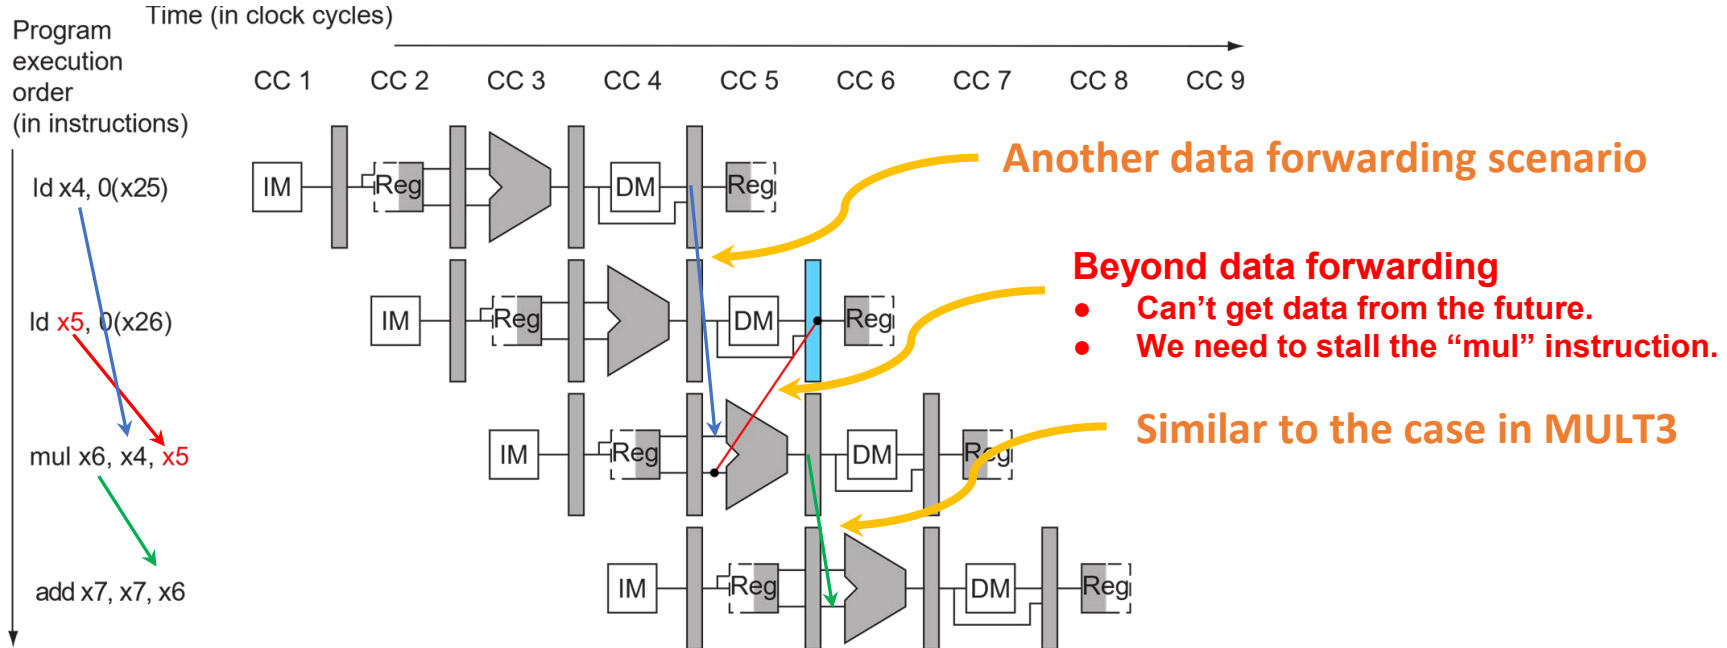 Time (in clock cycles)
Program
execution
order
(in instructions)
CC 1 CC 2 CC 3 CC 4 CC 5 CC 6 CC 7 CC 8 CC 9
Another data forwarding scenario
ld x4, 0(x25)
IM Reg DM Reg
Beyond data forwarding
● Can’t get data from the future.
● We need to stall the “mul” instruction.
ld x5, 0(x26)
IM Reg DM Reg
Similar to the case in MULT3
mul x6, x4, x5
IM Reg DM Reg
add x7, x7, x6
IM Reg DM Reg